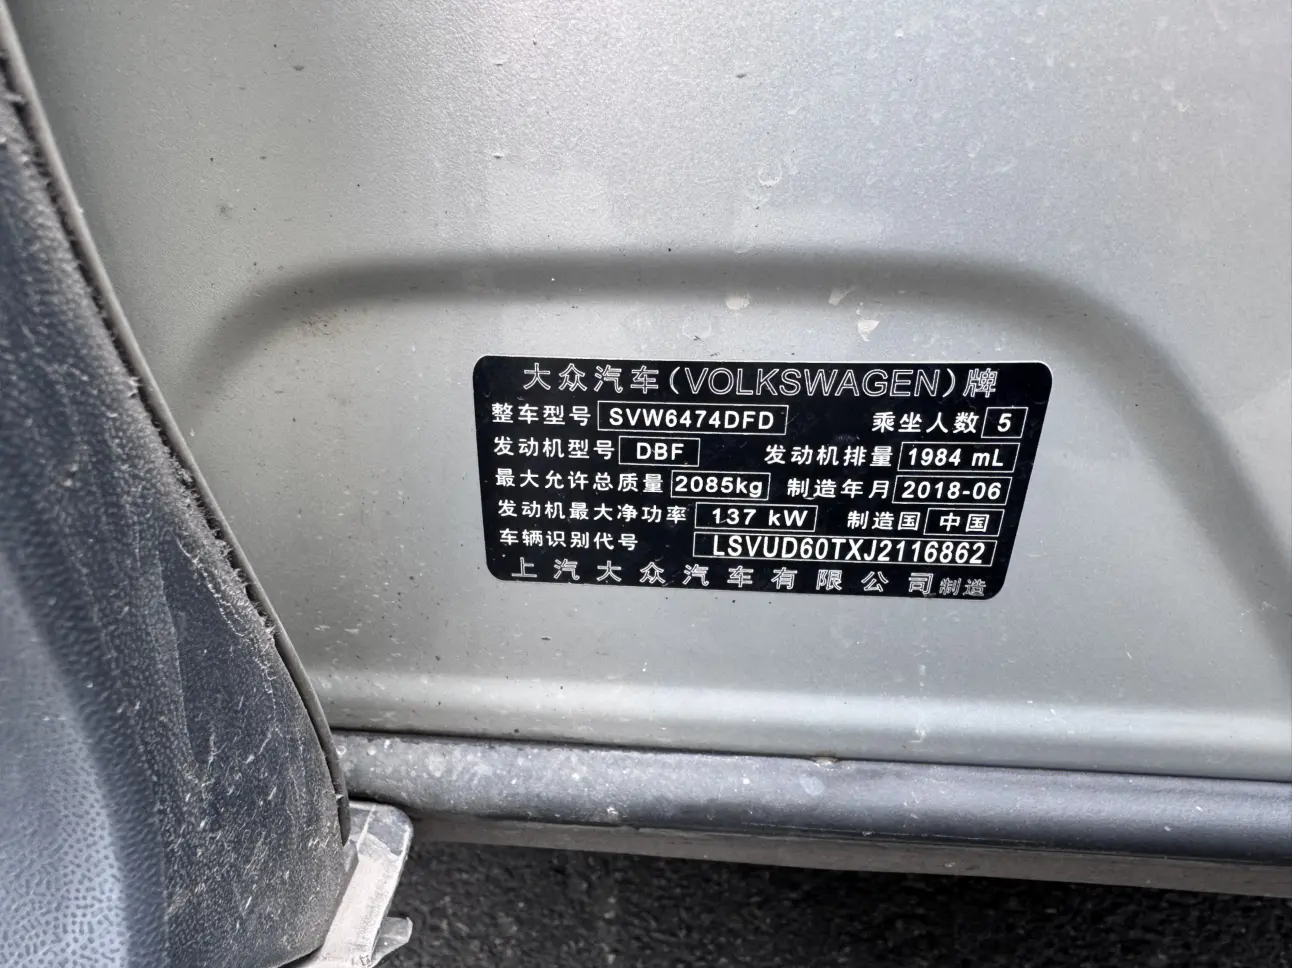 大众汽车(VOLKSWAGEN)牌
整车型号 SVW6474DFD 乘坐人数 5
发动机型号 DBF 发动机排量 1984 mL
最大允许总质量 2085kg 制造年月 2018-06
发动机最大净功率 137 kW 制造国 中国
车辆识别代号 LSVUD60TXJ2116862
上汽大众汽车有限公司制造